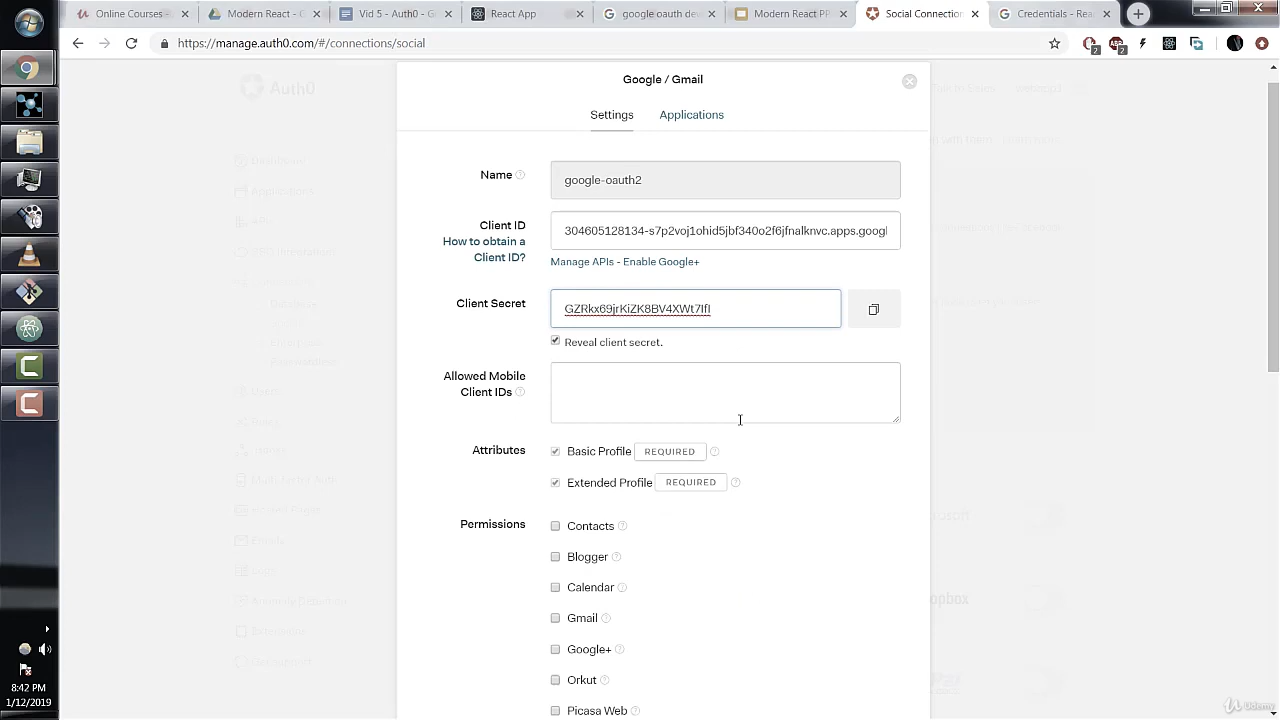 Online Courses -
Modern React - G
Vid 5 - Auth0 - G
React App
google oauth dev
Modern React PP
Social Connection
Credentials - Rea
https://manage.auth0.com/#/connections/social
2
2
Auth0
Google / Gmail
Settings
Applications
Name
google-oauth2
Client ID
304605128134-s7p2voj1ohid5jbf340o2f6jfnalknvc.apps.googl
How to obtain a
Client ID?
Manage APIs - Enable Google+
Client Secret
Reveal client secret.
Allowed Mobile
Client IDs
Attributes
Basic Profile
REQUIRED
Extended Profile
REQUIRED
Permissions
Contacts
Blogger
Calendar
Gmail
Google+
Orkut
Picasa Web
8:42 PM
1/12/2019
Udemy